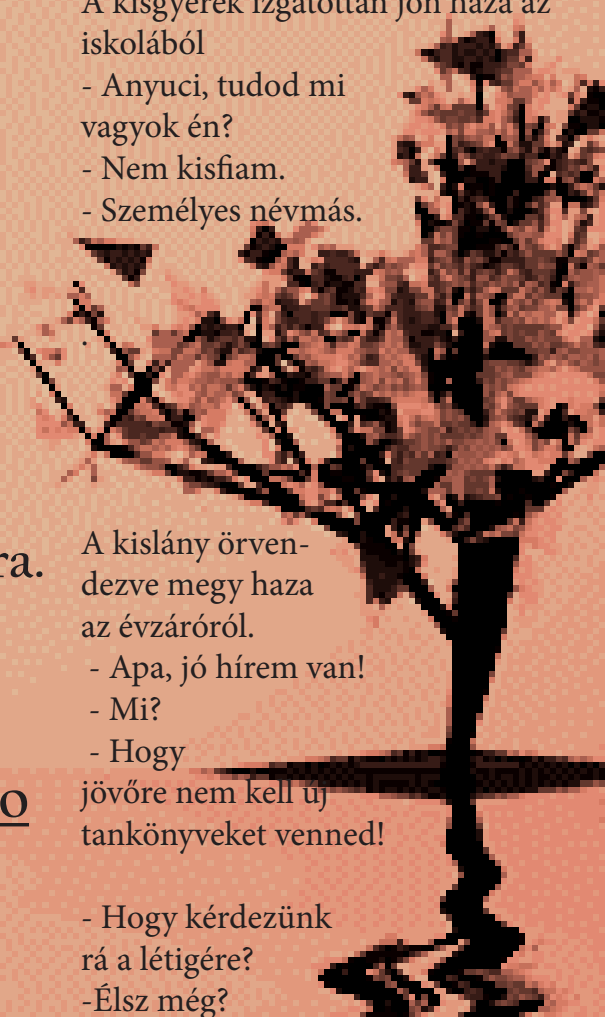 A kisgyerek izgatottan jön haza az
iskolából
- Anyuci, tudod mi
vagyok én?
- Nem kisfiam.
- Személyes névmás.
ra.
A kislány örven-
dezve megy haza
az évzáróról.
- Apa, jó hírem van!
- Mi?
- Hogy
jövőre nem kell új
tankönyveket venned!
o
- Hogy kérdezünk
rá a létigére?
-Élsz még?